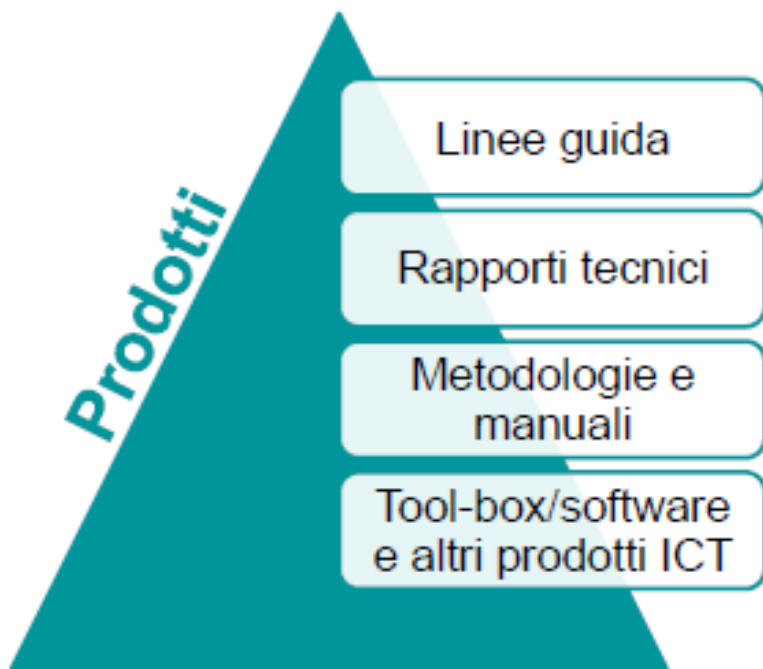 Prodotti
Linee guida
Rapporti tecnici
Metodologie e
manuali
Tool-box/software
e altri prodotti ICT